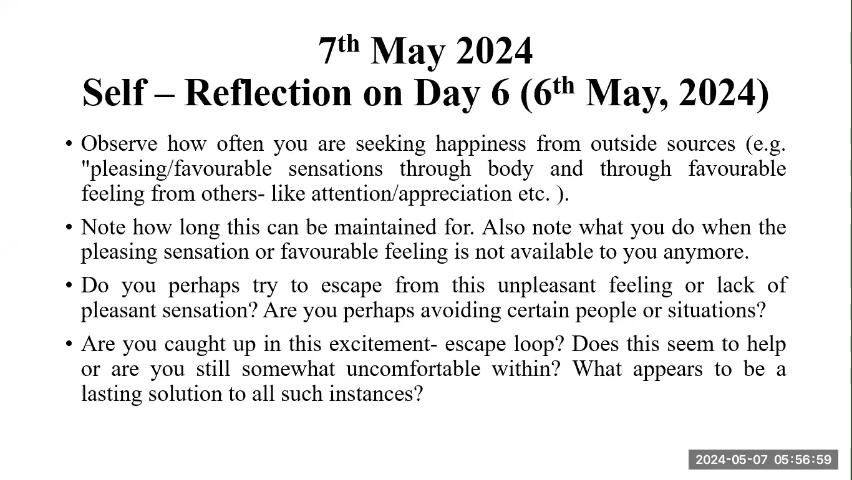 7th May 2024
Self – Reflection on Day 6 (6th May, 2024)
• Observe how often you are seeking happiness from outside sources (e.g.
"pleasing/favourable sensations through body and through favourable
feeling from others- like attention/appreciation etc. ).
• Note how long this can be maintained for. Also note what you do when the
pleasing sensation or favourable feeling is not available to you anymore.
• Do you perhaps try to escape from this unpleasant feeling or lack of
pleasant sensation? Are you perhaps avoiding certain people or situations?
• Are you caught up in this excitement- escape loop? Does this seem to help
or are you still somewhat uncomfortable within? What appears to be a
lasting solution to all such instances?
2024-05-07 05:56:59